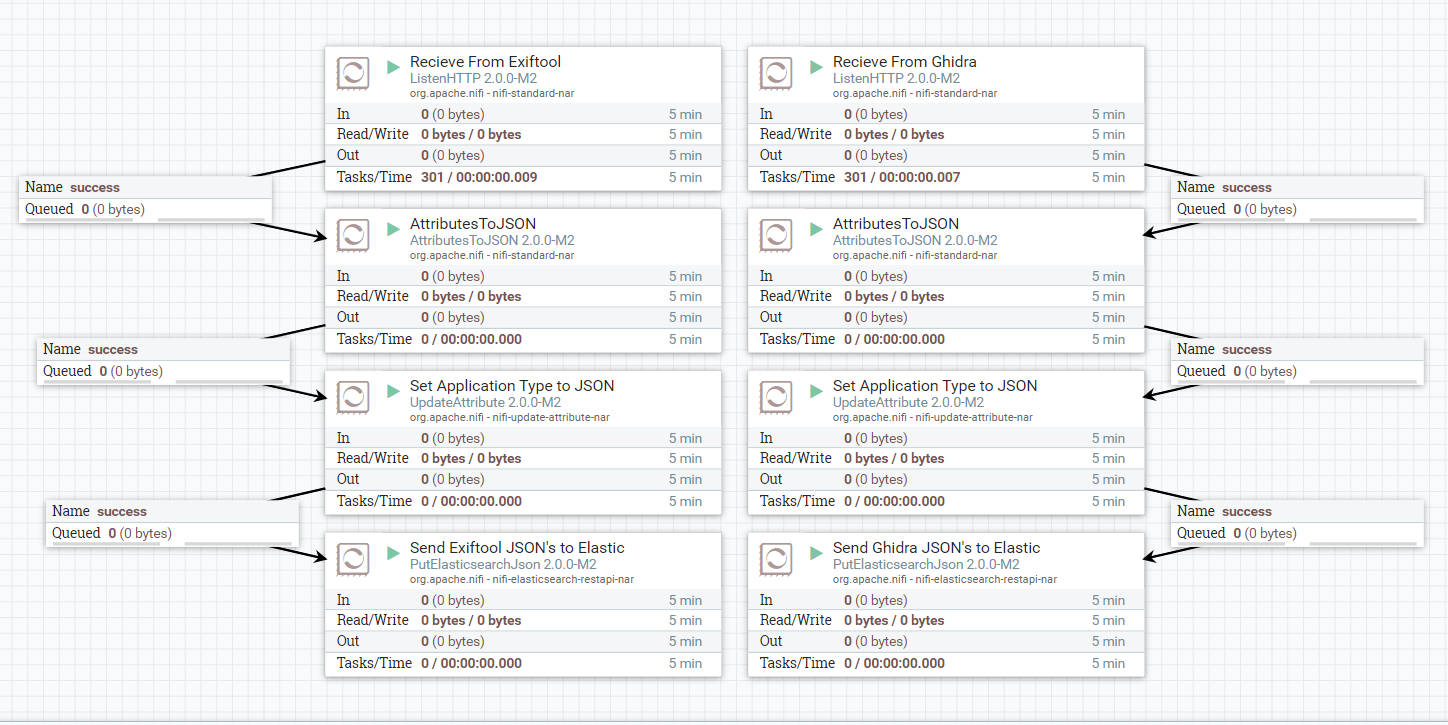 Recieve From Exiftool
ListenHTTP 2.0.0-M2
org.apache.nifi - nifi-standard-nar
In 0 (0 bytes) 5 min
Read/Write 0 bytes / 0 bytes 5 min
Out 0 (0 bytes) 5 min
Tasks/Time 301 / 00:00:00.009 5 min
Name success
Queued 0 (0 bytes)
AttributesToJSON
AttributesToJSON 2.0.0-M2
org.apache.nifi - nifi-standard-nar
In 0 (0 bytes) 5 min
Read/Write 0 bytes / 0 bytes 5 min
Out 0 (0 bytes) 5 min
Tasks/Time 0 / 00:00:00.000 5 min
Name success
Queued 0 (0 bytes)
Set Application Type to JSON
UpdateAttribute 2.0.0-M2
org.apache.nifi - nifi-update-attribute-nar
In 0 (0 bytes) 5 min
Read/Write 0 bytes / 0 bytes 5 min
Out 0 (0 bytes) 5 min
Tasks/Time 0 / 00:00:00.000 5 min
Name success
Queued 0 (0 bytes)
Send Exiftool JSON's to Elastic
PutElasticsearchJson 2.0.0-M2
org.apache.nifi - nifi-elasticsearch-restapi-nar
In 0 (0 bytes) 5 min
Read/Write 0 bytes / 0 bytes 5 min
Out 0 (0 bytes) 5 min
Tasks/Time 0 / 00:00:00.000 5 min
Recieve From Ghidra
ListenHTTP 2.0.0-M2
org.apache.nifi - nifi-standard-nar
In 0 (0 bytes) 5 min
Read/Write 0 bytes / 0 bytes 5 min
Out 0 (0 bytes) 5 min
Tasks/Time 301 / 00:00:00.007 5 min
Name success
Queued 0 (0 bytes)
AttributesToJSON
AttributesToJSON 2.0.0-M2
org.apache.nifi - nifi-standard-nar
In 0 (0 bytes) 5 min
Read/Write 0 bytes / 0 bytes 5 min
Out 0 (0 bytes) 5 min
Tasks/Time 0 / 00:00:00.000 5 min
Name success
Queued 0 (0 bytes)
Set Application Type to JSON
UpdateAttribute 2.0.0-M2
org.apache.nifi - nifi-update-attribute-nar
In 0 (0 bytes) 5 min
Read/Write 0 bytes / 0 bytes 5 min
Out 0 (0 bytes) 5 min
Tasks/Time 0 / 00:00:00.000 5 min
Name success
Queued 0 (0 bytes)
Send Ghidra JSON's to Elastic
PutElasticsearchJson 2.0.0-M2
org.apache.nifi - nifi-elasticsearch-restapi-nar
In 0 (0 bytes) 5 min
Read/Write 0 bytes / 0 bytes 5 min
Out 0 (0 bytes) 5 min
Tasks/Time 0 / 00:00:00.000 5 min